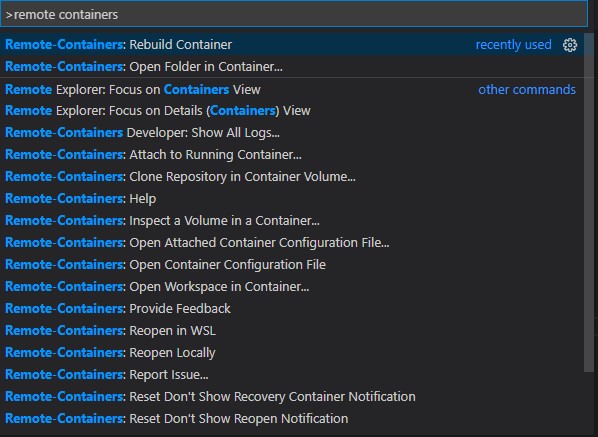 >remote containers
Remote-Containers: Rebuild Container recently used
Remote-Containers: Open Folder in Container...
Remote Explorer: Focus on Containers View other commands
Remote Explorer: Focus on Details (Containers) View
Remote-Containers Developer: Show All Logs...
Remote-Containers: Attach to Running Container...
Remote-Containers: Clone Repository in Container Volume...
Remote-Containers: Help
Remote-Containers: Inspect a Volume in a Container...
Remote-Containers: Open Attached Container Configuration File...
Remote-Containers: Open Container Configuration File
Remote-Containers: Open Workspace in Container...
Remote-Containers: Provide Feedback
Remote-Containers: Reopen in WSL
Remote-Containers: Reopen Locally
Remote-Containers: Report Issue...
Remote-Containers: Reset Don't Show Recovery Container Notification
Remote-Containers: Reset Don't Show Reopen Notification